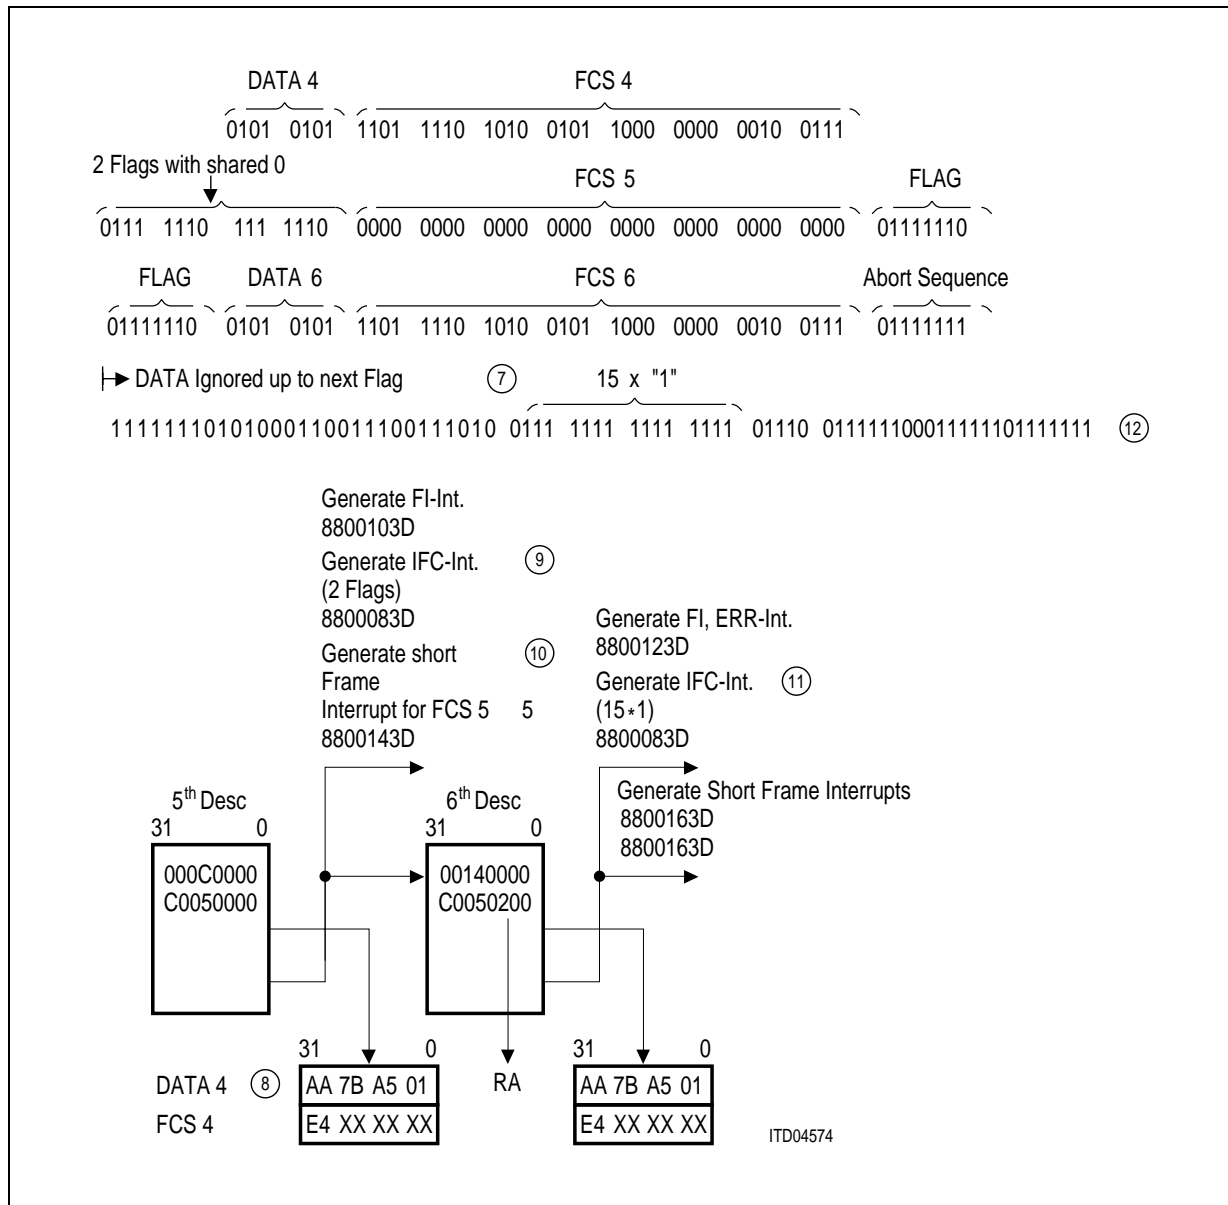 DATA 4 FCS 4
0101 0101 1101 1110 1010 0101 1000 0000 0010 0111
2 Flags with shared 0
FCS 5 FLAG
0111 1110 111 1110 0000 0000 0000 0000 0000 0000 0000 0000 01111110
FLAG DATA 6 FCS 6 Abort Sequence
01111110 0101 0101 1101 1110 1010 0101 1000 0000 0010 0111 01111111
DATA Ignored up to next Flag 7 15 x "1"
11111110101000110011100111010 0111 1111 1111 1111 01110 0111111100011111101111111 12
Generate FI-Int.
8800103D
Generate IFC-Int. 9
(2 Flags)
8800083D
Generate short 10
Frame
Interrupt for FCS 5 5
8800143D
Generate FI, ERR-Int.
8800123D
Generate IFC-Int. 11
(15*1)
8800083D
Generate Short Frame Interrupts
8800163D
8800163D
5th Desc
31 0
000C0000
C0050000
6th Desc
31 0
00140000
C0050200
31 0
DATA 4 8 AA 7B A5 01
FCS 4 E4 XX XX XX
RA
31 0
AA 7B A5 01
E4 XX XX XX
ITD04574